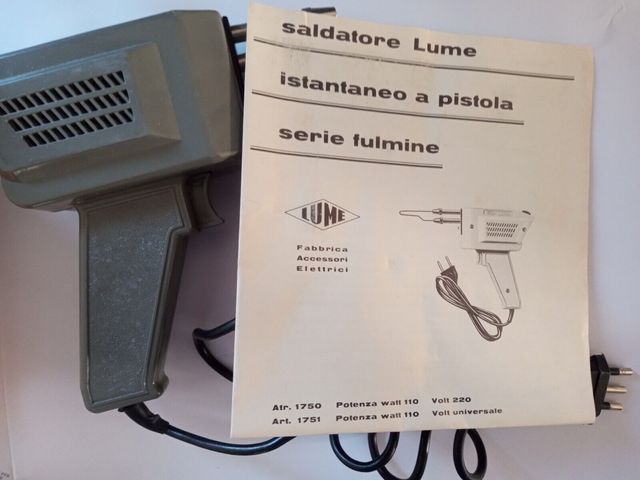 saldatore Lume
istantaneo a pistola
serie fulmine
LUME
Fabbrica
Accessori
Elettrici
Atr. 1750 Potenza watt 110 Volt 220
Art. 1751 Potenza watt 110 Volt universale